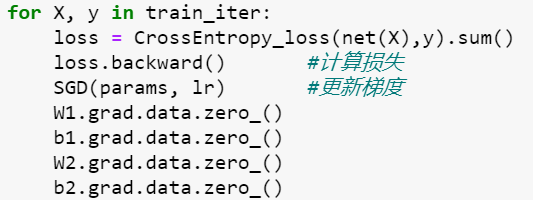 for X, y in train_iter:
    loss = CrossEntropy_loss(net(X),y).sum()
    loss.backward()       #计算损失
    SGD(params, lr)       #更新梯度
    W1.grad.data.zero_()
    b1.grad.data.zero_()
    W2.grad.data.zero_()
    b2.grad.data.zero_()